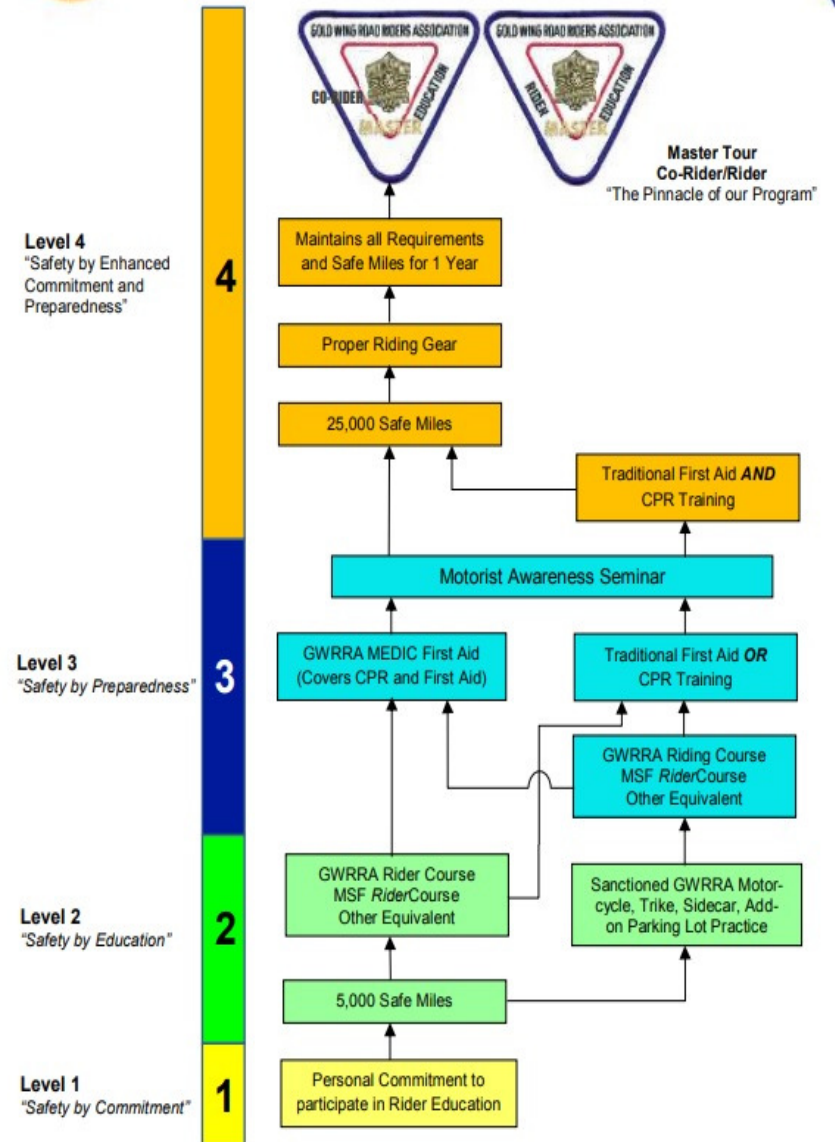 GOLD WING ROAD RIDERS ASSOCIATION
CO-RIDER
EDUCATION
MASTER
GOLD WING ROAD RIDERS ASSOCIATION
RIDER
EDUCATION
MASTER
Master Tour
Co-Rider/Rider
"The Pinnacle of our Program"
Level 4
"Safety by Enhanced
Commitment and
Preparedness"
4
Maintains all Requirements
and Safe Miles for 1 Year
Proper Riding Gear
25,000 Safe Miles
Traditional First Aid AND
CPR Training
Motorist Awareness Seminar
Level 3
"Safety by Preparedness"
3
GWRRA MEDIC First Aid
(Covers CPR and First Aid)
Traditional First Aid OR
CPR Training
GWRRA Riding Course
MSF RiderCourse
Other Equivalent
Level 2
"Safety by Education"
2
GWRRA Rider Course
MSF RiderCourse
Other Equivalent
Sanctioned GWRRA Motor-
cycle, Trike, Sidecar, Add-
on Parking Lot Practice
5,000 Safe Miles
Level 1
"Safety by Commitment"
1
Personal Commitment to
participate in Rider Education